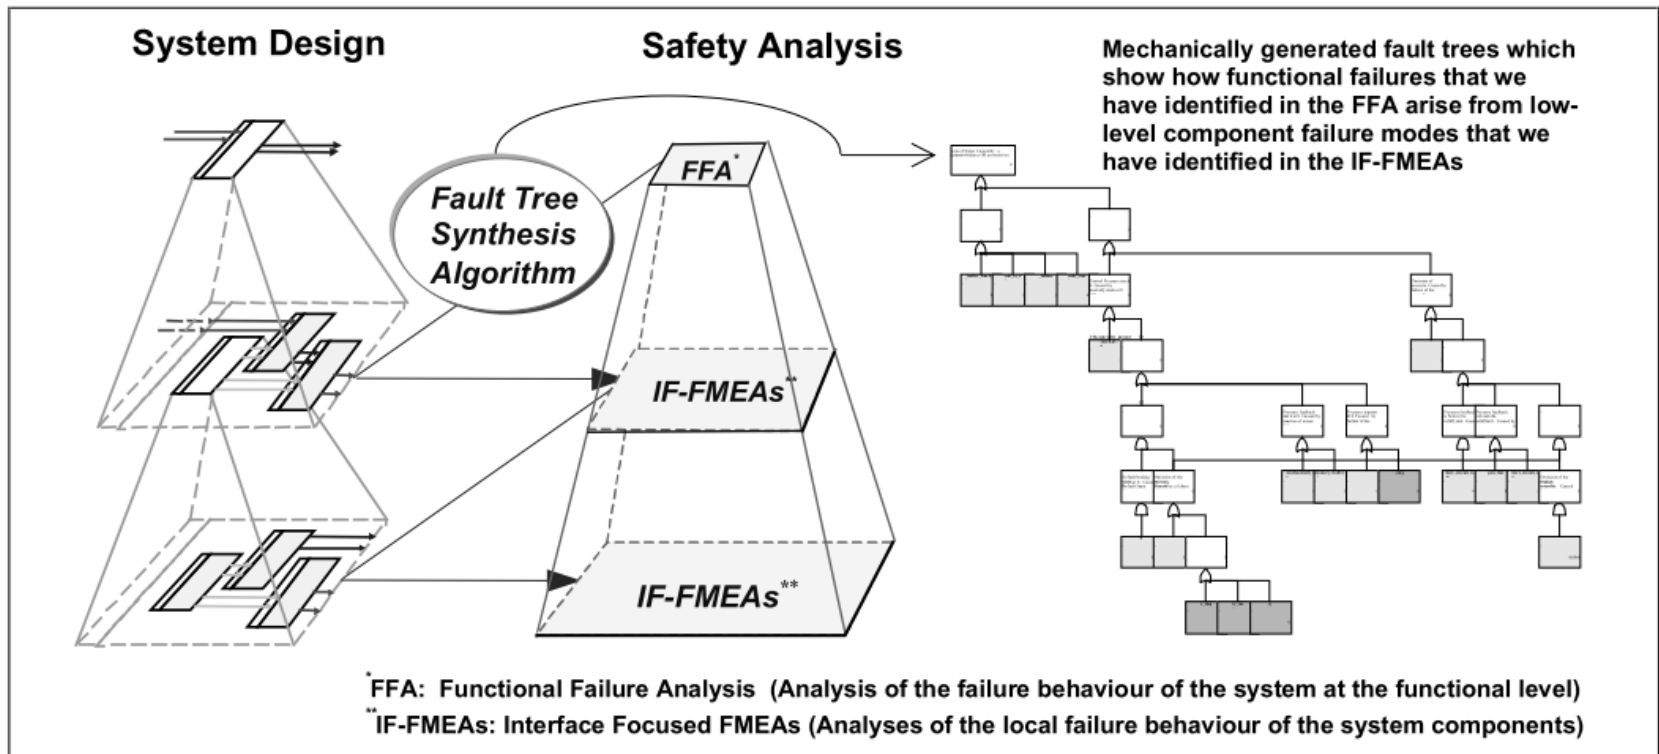 System Design
Safety Analysis
Mechanically generated fault trees which
show how functional failures that we
have identified in the FFA arise from low-
level component failure modes that we
have identified in the IF-FMEAs
FFA*
Fault Tree
Synthesis
Algorithm
IF-FMEAs**
IF-FMEAs**
*FFA: Functional Failure Analysis (Analysis of the failure behaviour of the system at the functional level)
**IF-FMEAs: Interface Focused FMEAs (Analyses of the local failure behaviour of the system components)